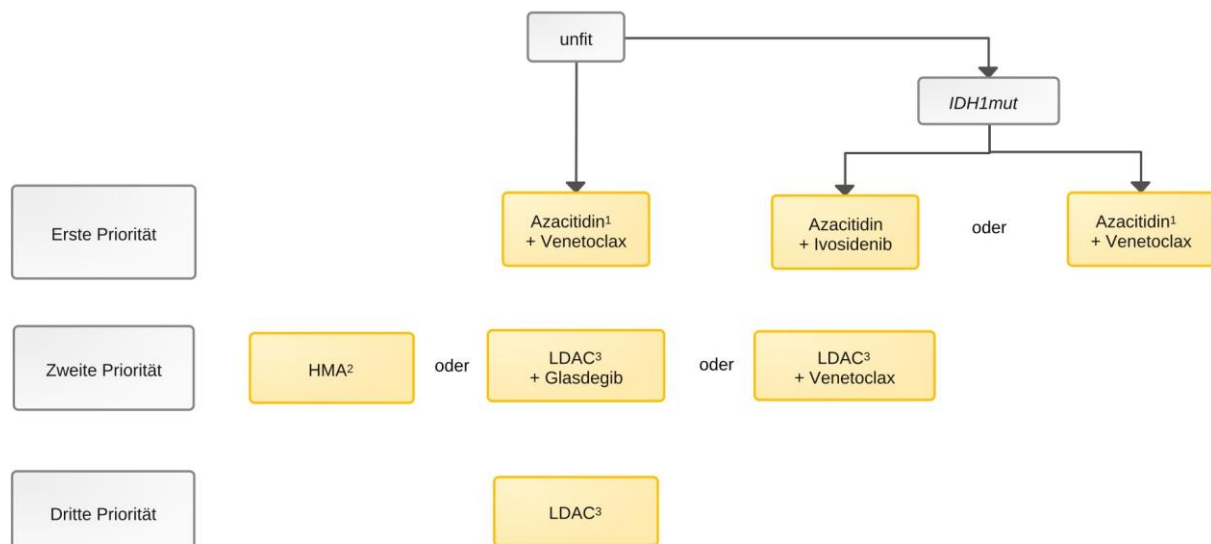 unfit
IDH1mut
Erste Priorität
Azacitidin¹
+ Venetoclax
Azacitidin
+ Ivosidenib
oder
Azacitidin¹
+ Venetoclax
Zweite Priorität
HMA²
oder
LDAC³
+ Glasdegib
oder
LDAC³
+ Venetoclax
Dritte Priorität
LDAC³